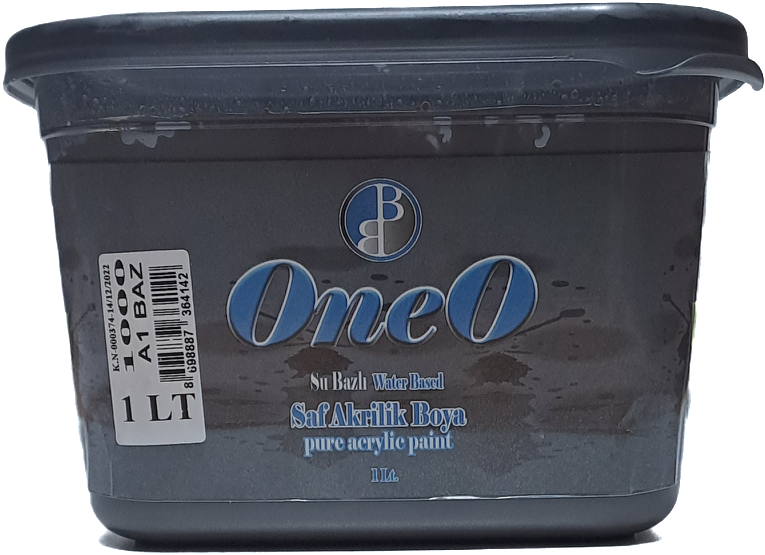 B
B
OneO
Su Bazlı Water Based
Saf Akrilik Boya
pure acrylic paint
1 Lt.
K.N-000374-14/12/2022
1000
A1 BAZ
8 698887 364142
1 LT